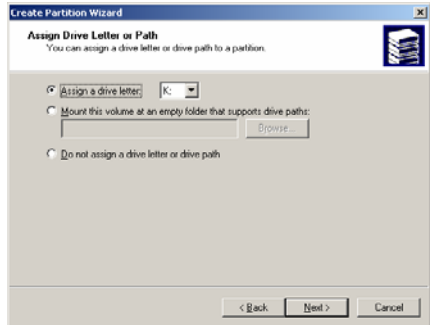 Create Partition Wizard
Assign Drive Letter or Path
You can assign a drive letter or drive path to a partition.
Assign a drive letter: K:
Mount this volume at an empty folder that supports drive paths:
Browse...
Do not assign a drive letter or drive path
< Back Next > Cancel